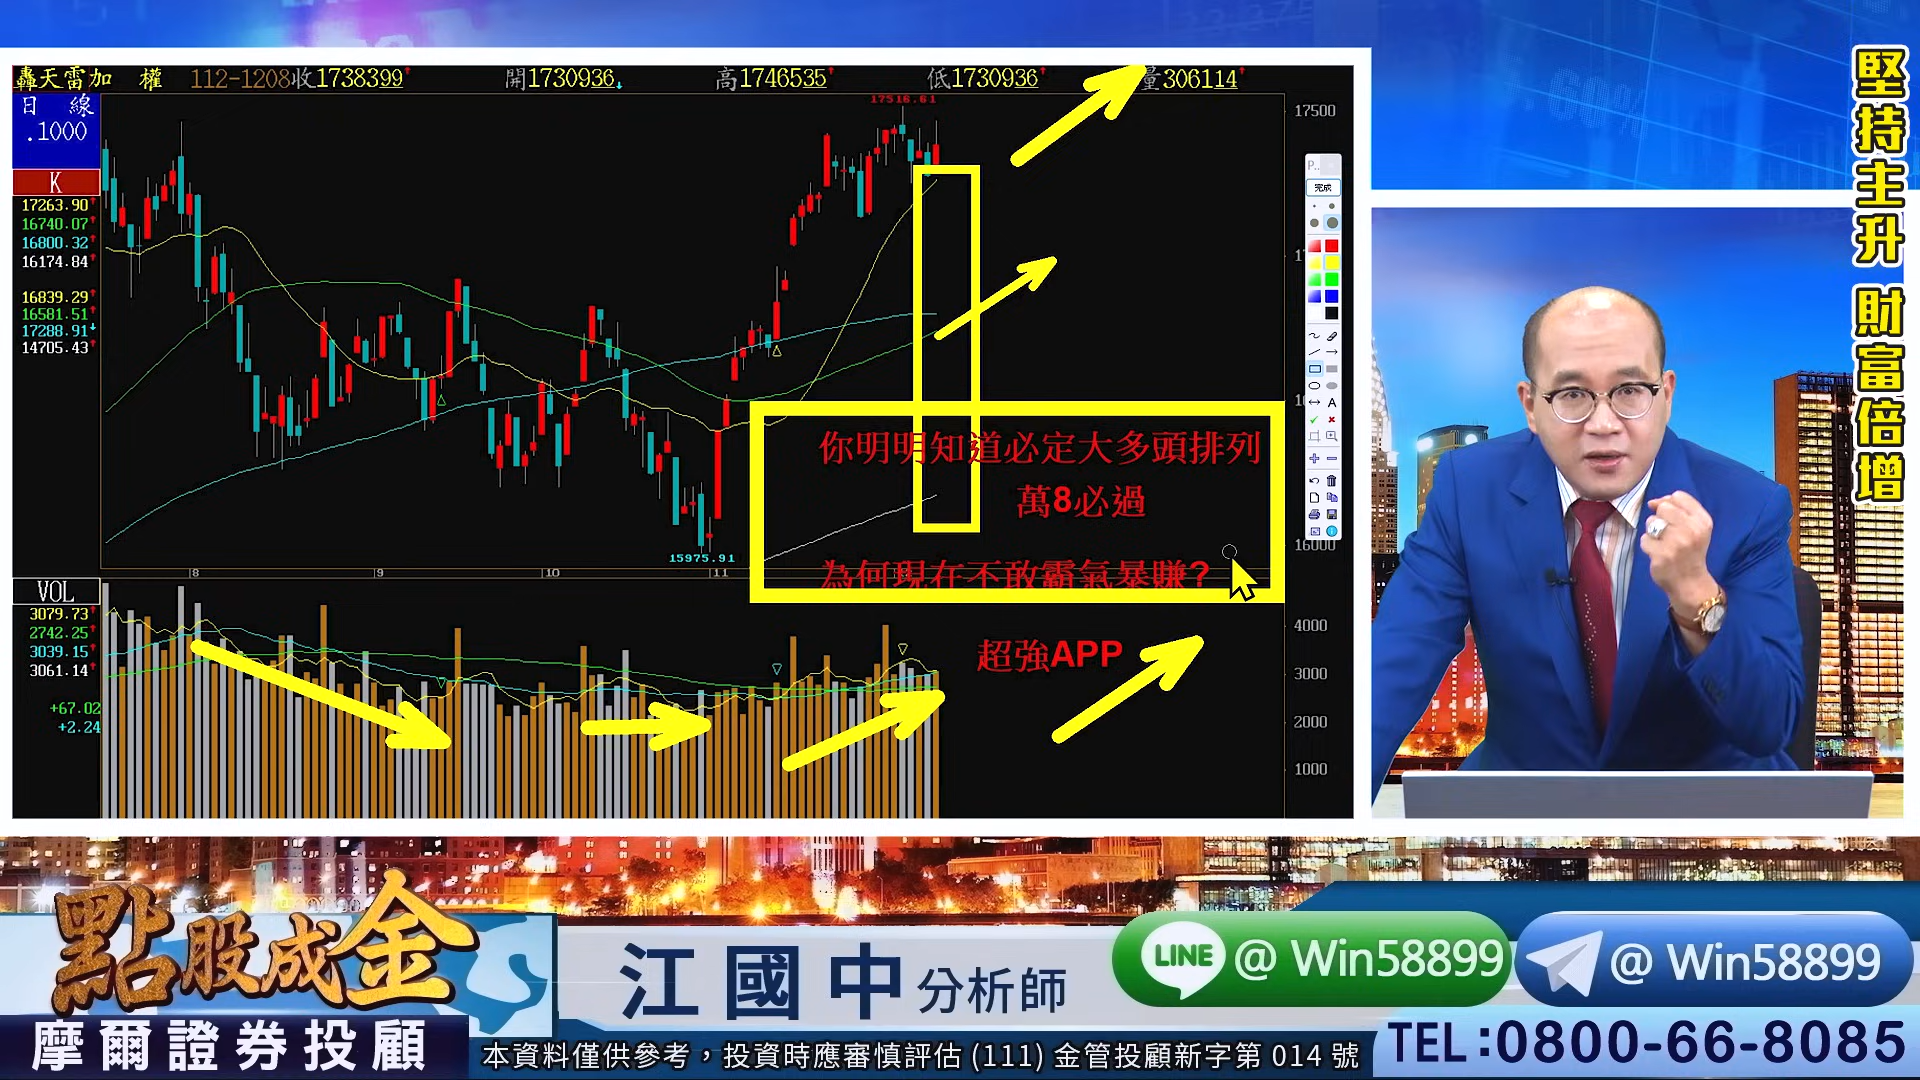 轟天雷加 權 112-1208收1738399 開1730936 高1746535 低1730936 量306114
日 線
.1000
K
17263.90
16740.07
16800.32
16174.84
16839.29
16581.51
17288.91
14705.43
17518.61
17500
16000
15975.91
8
9
10
11
你明明知道必定大多頭排列
萬8必過
為何現在不敢霸氣暴賺?
超強APP
VOL
3079.73
2742.25
3039.15
3061.14
+67.02
+2.24
4000
3000
2000
1000
P..
完成
A
堅持主升 財富倍增
點股成金
摩爾證券投顧
江國中 分析師
LINE @ Win58899
@ Win58899
TEL:0800-66-8085
本資料僅供參考，投資時應審慎評估 (111) 金管投顧新字第 014 號